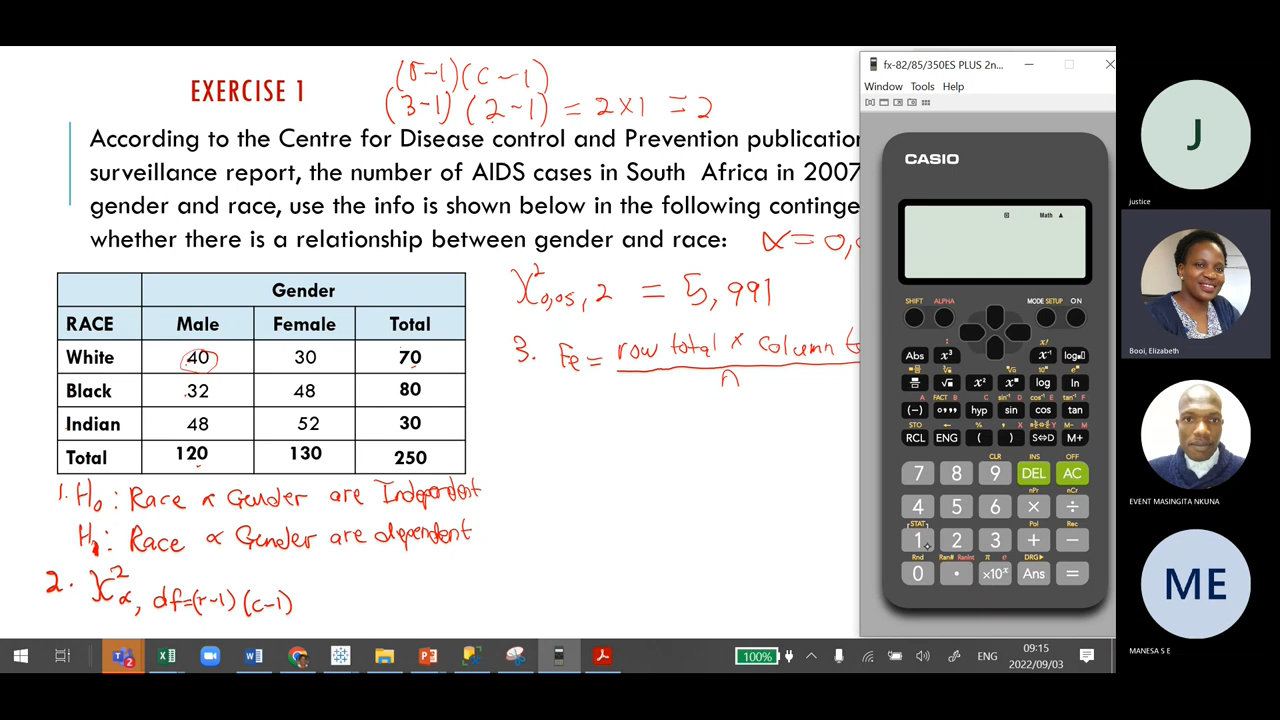 EXERCISE 1
(r-1)(c-1)
(3-1)(2-1) = 2×1 = 2
According to the Centre for Disease control and Prevention publication
surveillance report, the number of AIDS cases in South Africa in 2007
gender and race, use the info is shown below in the following continge
whether there is a relationship between gender and race:
α = 0,
Gender
RACE Male Female Total
White 40 30 70
Black 32 48 80
Indian 48 52 30
Total 120 130 250
1. H0: Race α Gender are Independent
H1: Race α Gender are dependent
2. X²α, df=(r-1)(c-1)
X²0,05,2 = 5,991
3. Fe = row total × column to
n
fx-82/85/350ES PLUS 2n...
Window Tools Help
CASIO
Math ▲
SHIFT ALPHA MODE SETUP ON
Abs x³ x⁻¹ log
√ x² log ln
(-) hyp sin cos tan
RCL ENG ( ) S⇔D M+
7 8 9 DEL AC
4 5 6 × ÷
1 2 3 + −
0 . ×10ˣ Ans =
J
justice
Booi, Elizabeth
EVENT MASINGITA NKUNA
ME
MANESA S E
100%
ENG
09:15
2022/09/03